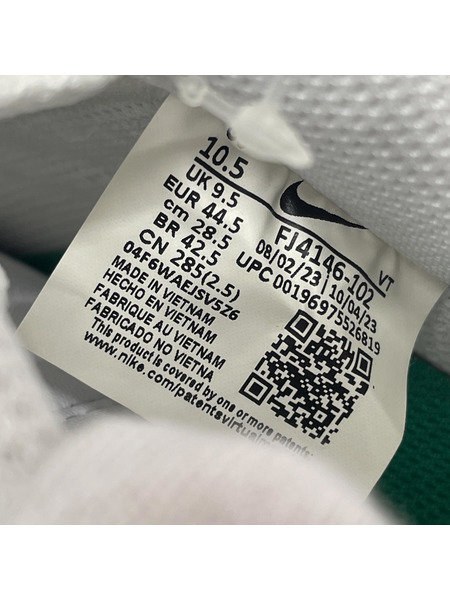 10.5
UK 9.5
EUR 44.5
cm 28.5
BR 42.5
CN 285(2.5)
04F6WAEJSV5Z6
MADE IN VIETNAM
HECHO EN VIETNAM
FABRIQUE AU VIETNAM
FABRICADO NO VIETNA
This product is covered by one or more patents:
www.nike.com/patentsvirtualm
FJ4146-102
VT
08/02/23 | 10/04/23
UPC 00196975526819